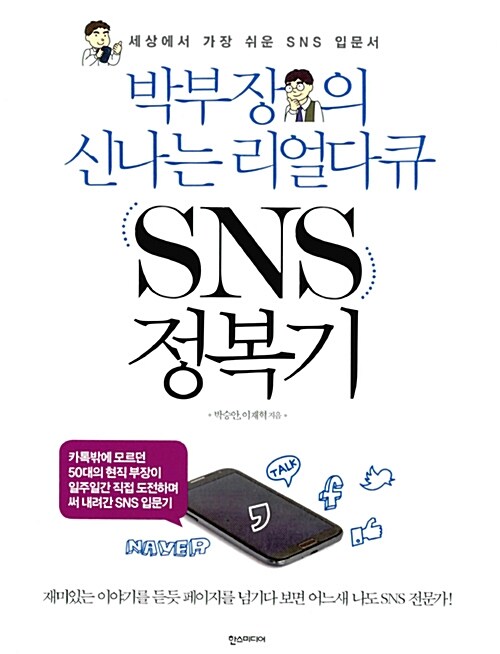 세상에서 가장 쉬운 SNS 입문서
박부장의
신나는 리얼다큐
SNS
정복기
박승안, 이재혁 지음
카톡밖에 모르던
50대의 현직 부장이
일주일간 직접 도전하며
써 내려간 SNS 입문기
TALK
f
NAVER
재미있는 이야기를 듣듯 페이지를 넘기다 보면 어느새 나도 SNS 전문가!
한스미디어